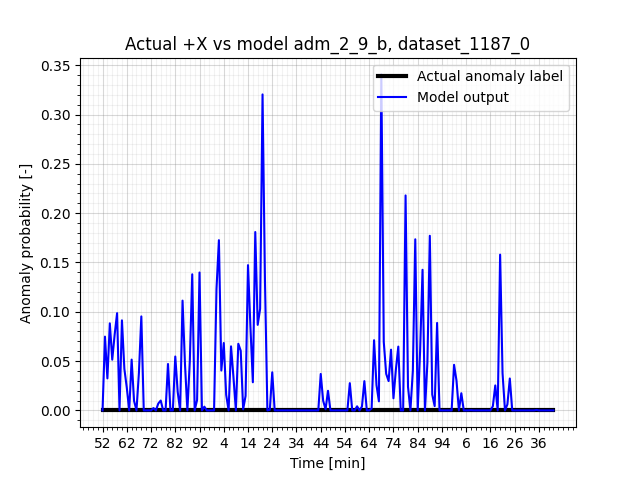 Actual +X vs model adm_2_9_b, dataset_1187_0
Actual anomaly label
Model output
Anomaly probability [-]
0.35
0.30
0.25
0.20
0.15
0.10
0.05
0.00
52 62 72 82 92 4 14 24 34 44 54 64 74 84 94 6 16 26 36
Time [min]